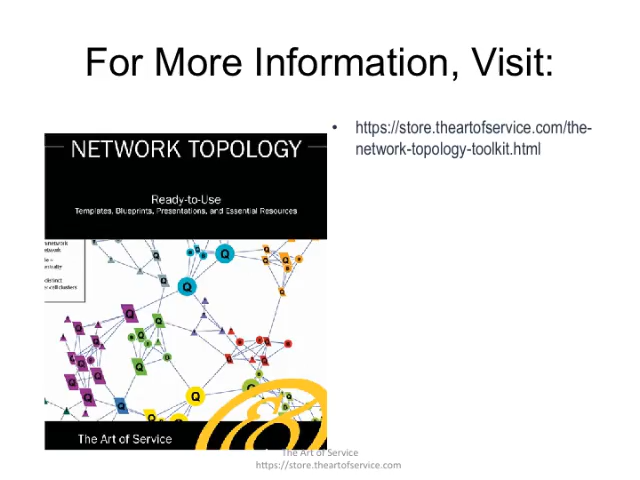 For More Information, Visit:
• https://store.theartofservice.com/the-
network-topology-toolkit.html
NETWORK TOPOLOGY
Ready-to-Use
Templates, Blueprints, Presentations, and Essential Resources
network
Q Q Q Q Q Q Q Q Q Q Q Q Q Q Q Q Q Q Q
The Art of Service
The Art of Service
https://store.theartofservice.com